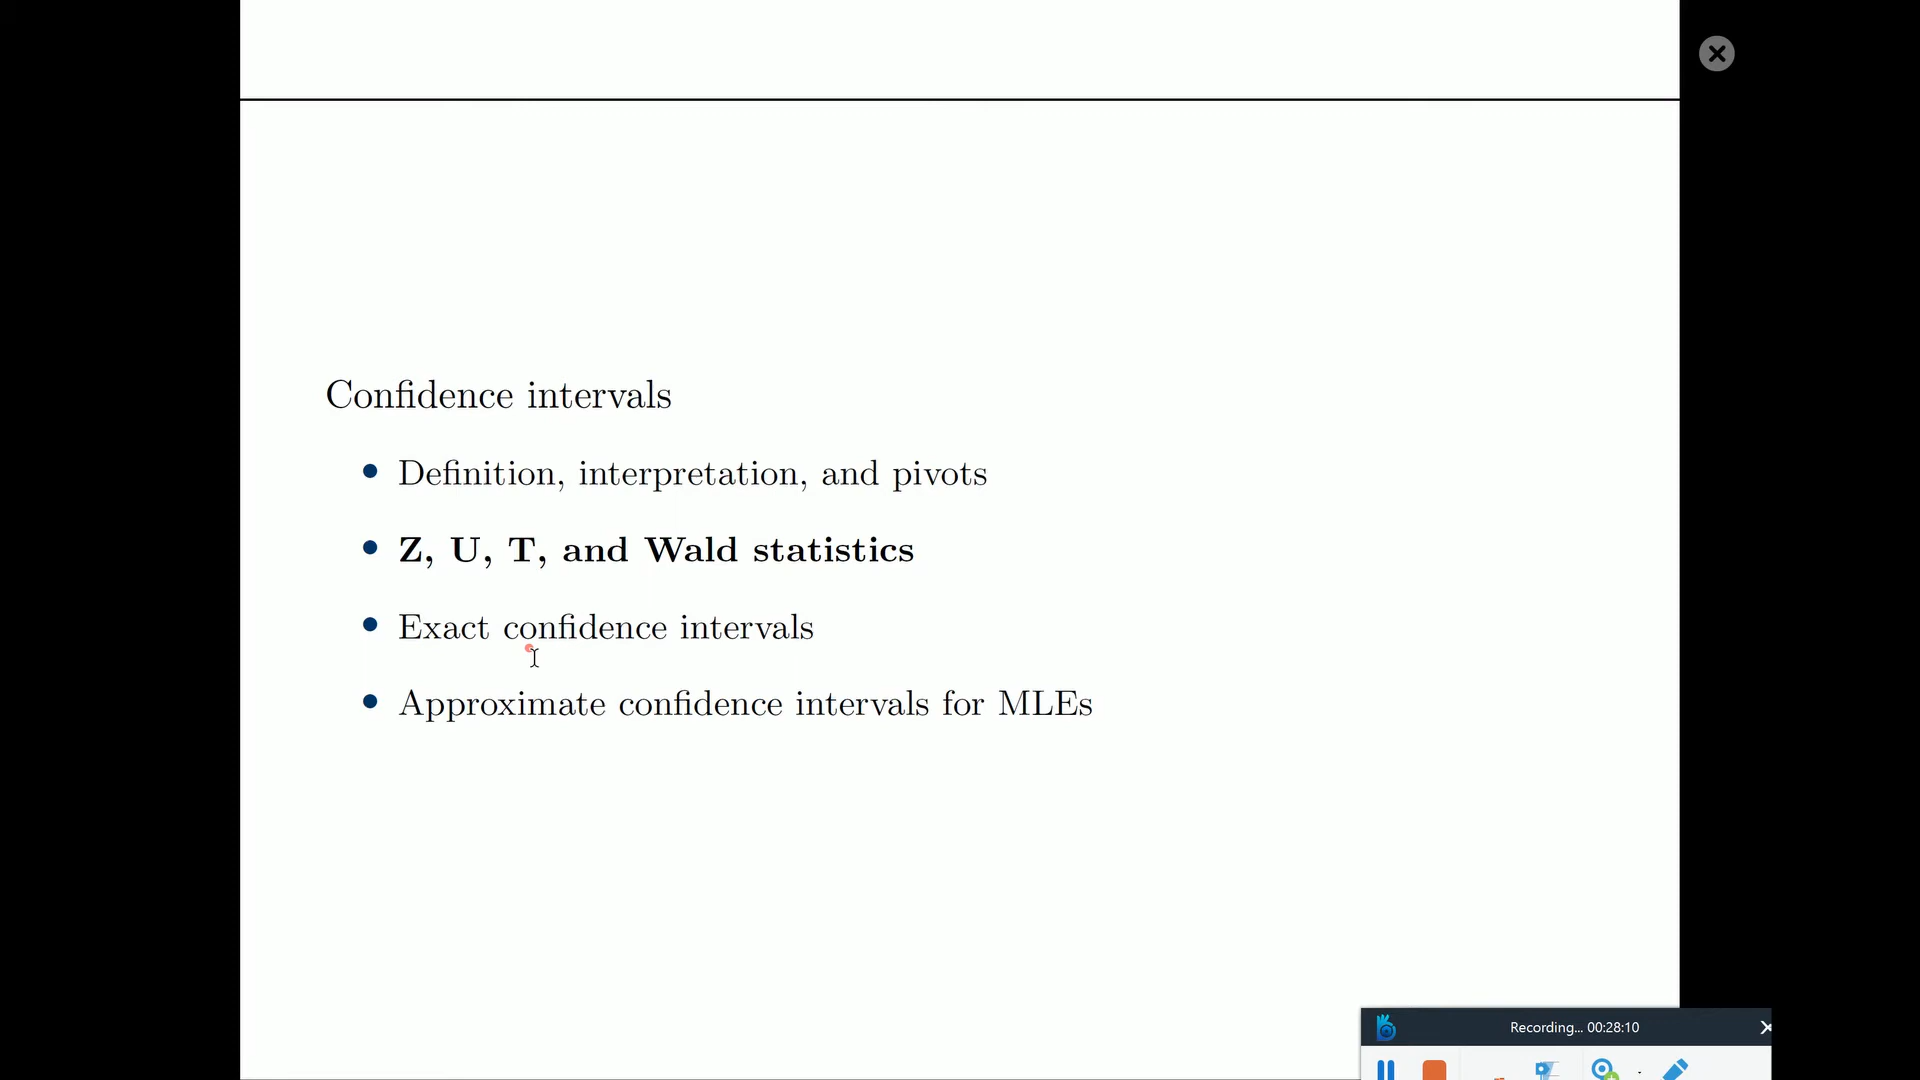 Confidence intervals
• Definition, interpretation, and pivots
• Z, U, T, and Wald statistics
• Exact confidence intervals
• Approximate confidence intervals for MLEs
Recording... 00:28:10